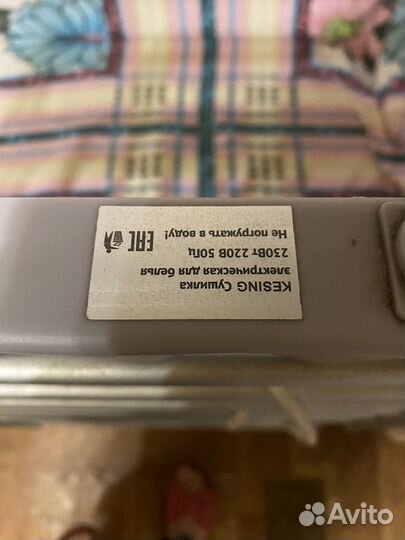 KESING Сушилка
электрическая для белья
230Вт 220В 50Гц
Не погружать в воду!
EAC
Avito